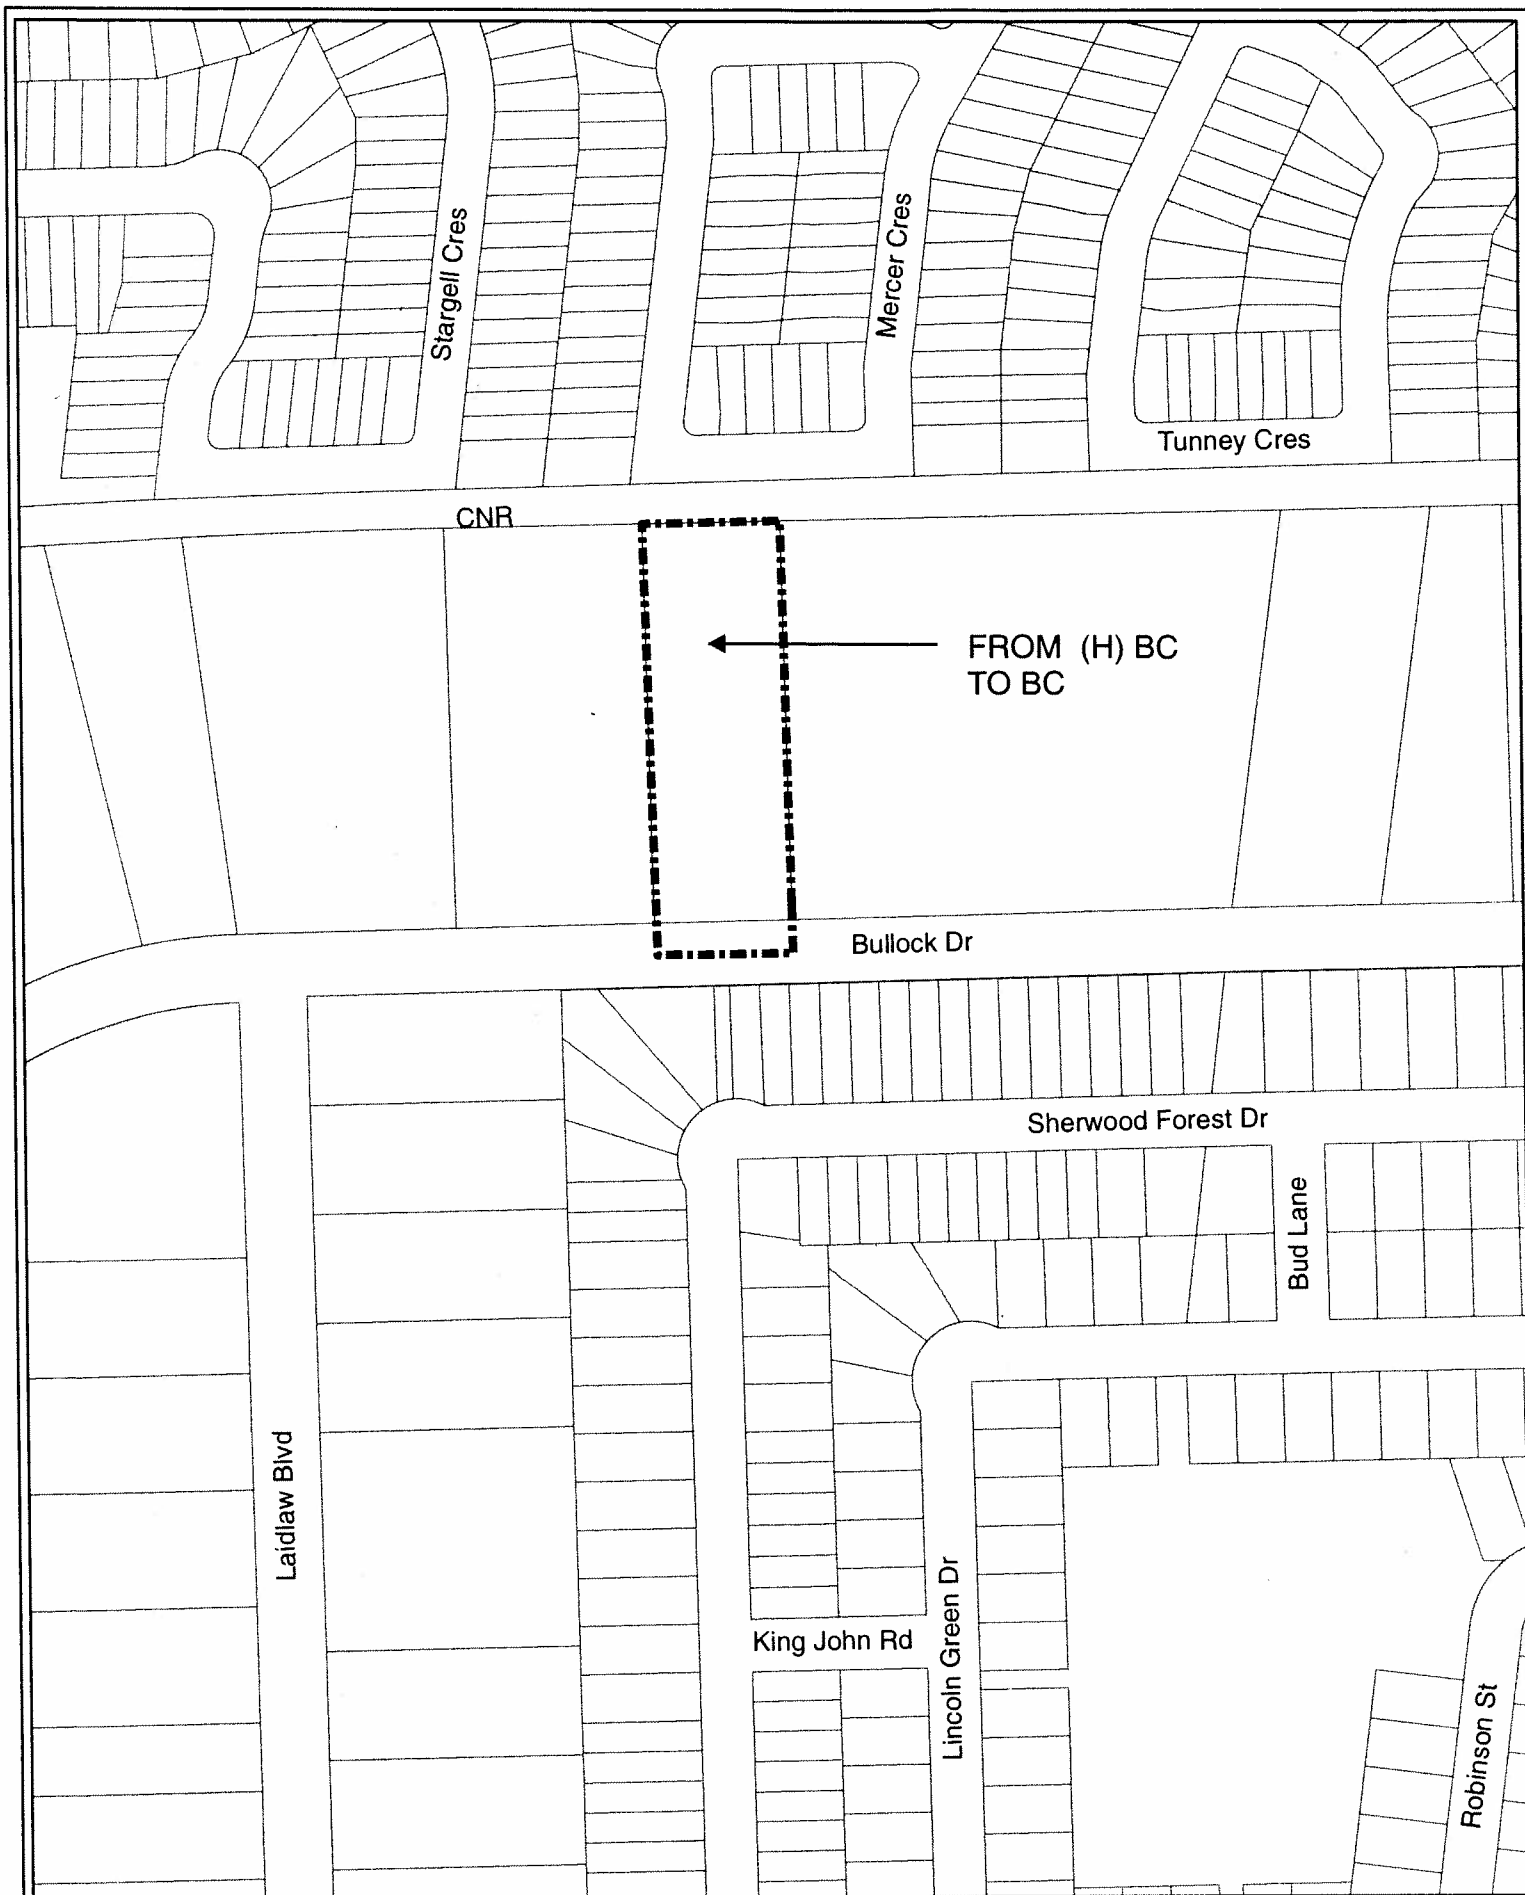 Stargell Cres
Mercer Cres
Tunney Cres
CNR
FROM (H) BC
TO BC
Bullock Dr
Sherwood Forest Dr
Bud Lane
Laidlaw Blvd
King John Rd
Lincoln Green Dr
Robinson St